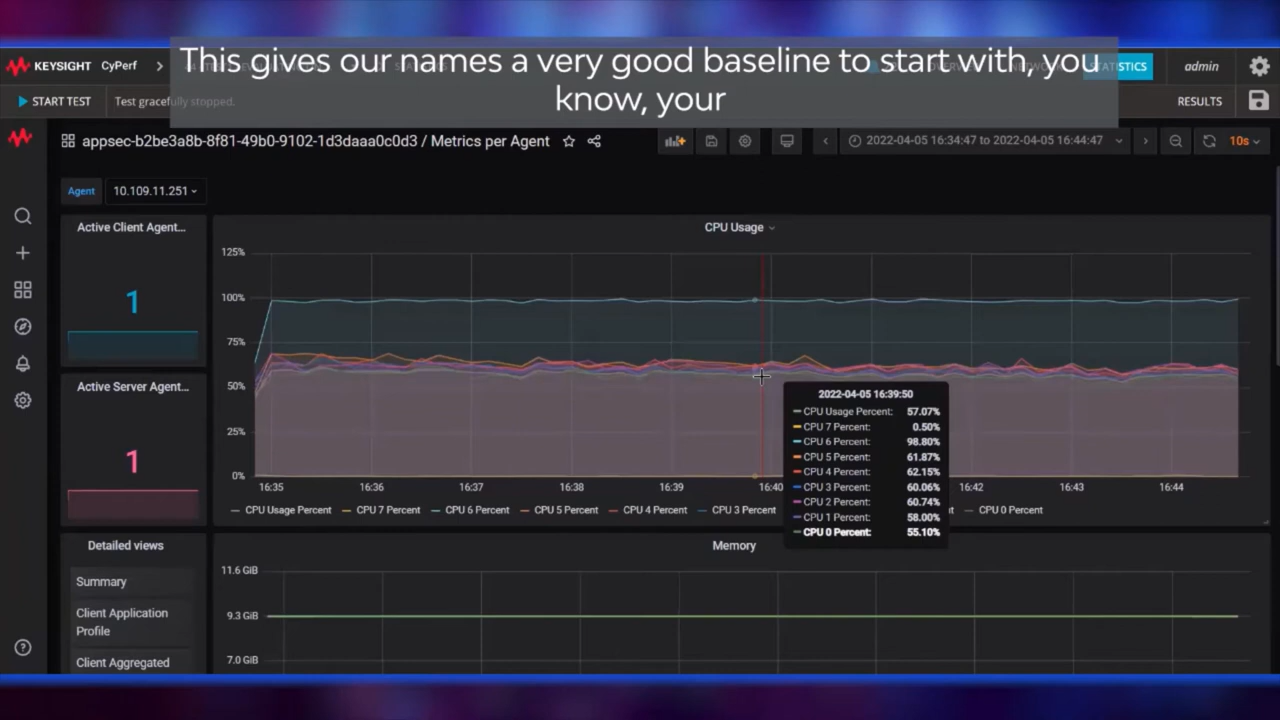 This gives our names a very good baseline to start with, you
know, your
KEYSIGHT CyPerf
STATISTICS
admin
START TEST
Test gracefully stopped.
RESULTS
appsec-b2be3a8b-8f81-49b0-9102-1d3daaa0c0d3 / Metrics per Agent
2022-04-05 16:34:47 to 2022-04-05 16:44:47
10s
Agent
10.109.11.251
Active Client Agent...
1
Active Server Agent...
1
CPU Usage
125%
100%
75%
50%
25%
0%
16:35 16:36 16:37 16:38 16:39 16:40 16:42 16:43 16:44
CPU Usage Percent CPU 7 Percent CPU 6 Percent CPU 5 Percent CPU 4 Percent CPU 3 Percent CPU 0 Percent
2022-04-05 16:39:50
CPU Usage Percent: 57.07%
CPU 7 Percent: 0.50%
CPU 6 Percent: 98.80%
CPU 5 Percent: 61.87%
CPU 4 Percent: 62.15%
CPU 3 Percent: 60.06%
CPU 2 Percent: 60.74%
CPU 1 Percent: 58.00%
CPU 0 Percent: 55.10%
Detailed views
Summary
Client Application
Profile
Client Aggregated
Memory
11.6 GiB
9.3 GiB
7.0 GiB